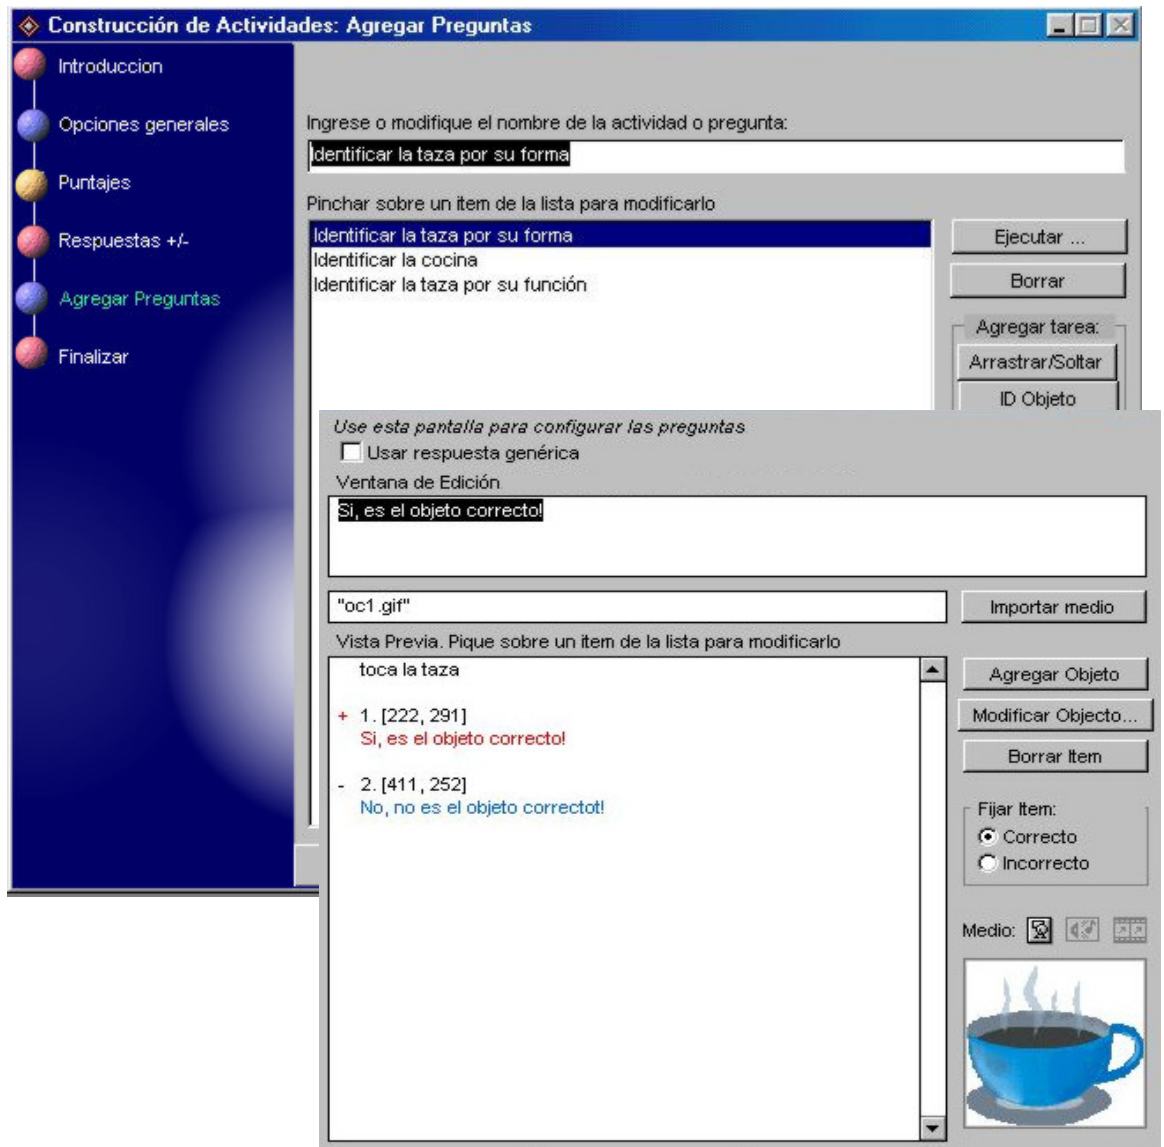 Construcción de Actividades: Agregar Preguntas
Introduccion
Opciones generales
Puntajes
Respuestas +/-
Agregar Preguntas
Finalizar
Ingrese o modifique el nombre de la actividad o pregunta:
Identificar la taza por su forma
Pinchar sobre un item de la lista para modificarlo
Identificar la taza por su forma
Identificar la cocina
Identificar la taza por su función
Ejecutar ...
Borrar
Agregar tarea:
Arrastrar/Soltar
ID Objeto
Use esta pantalla para configurar las preguntas
Usar respuesta genérica
Ventana de Edición
Si, es el objeto correcto!
"oc1.gif"
Importar medio
Vista Previa. Pique sobre un item de la lista para modificarlo
toca la taza
+ 1. [222, 291]
Si, es el objeto correcto!
- 2. [411, 252]
No, no es el objeto correctot!
Agregar Objeto
Modificar Objecto...
Borrar Item
Fijar Item:
Correcto
Incorrecto
Medio: